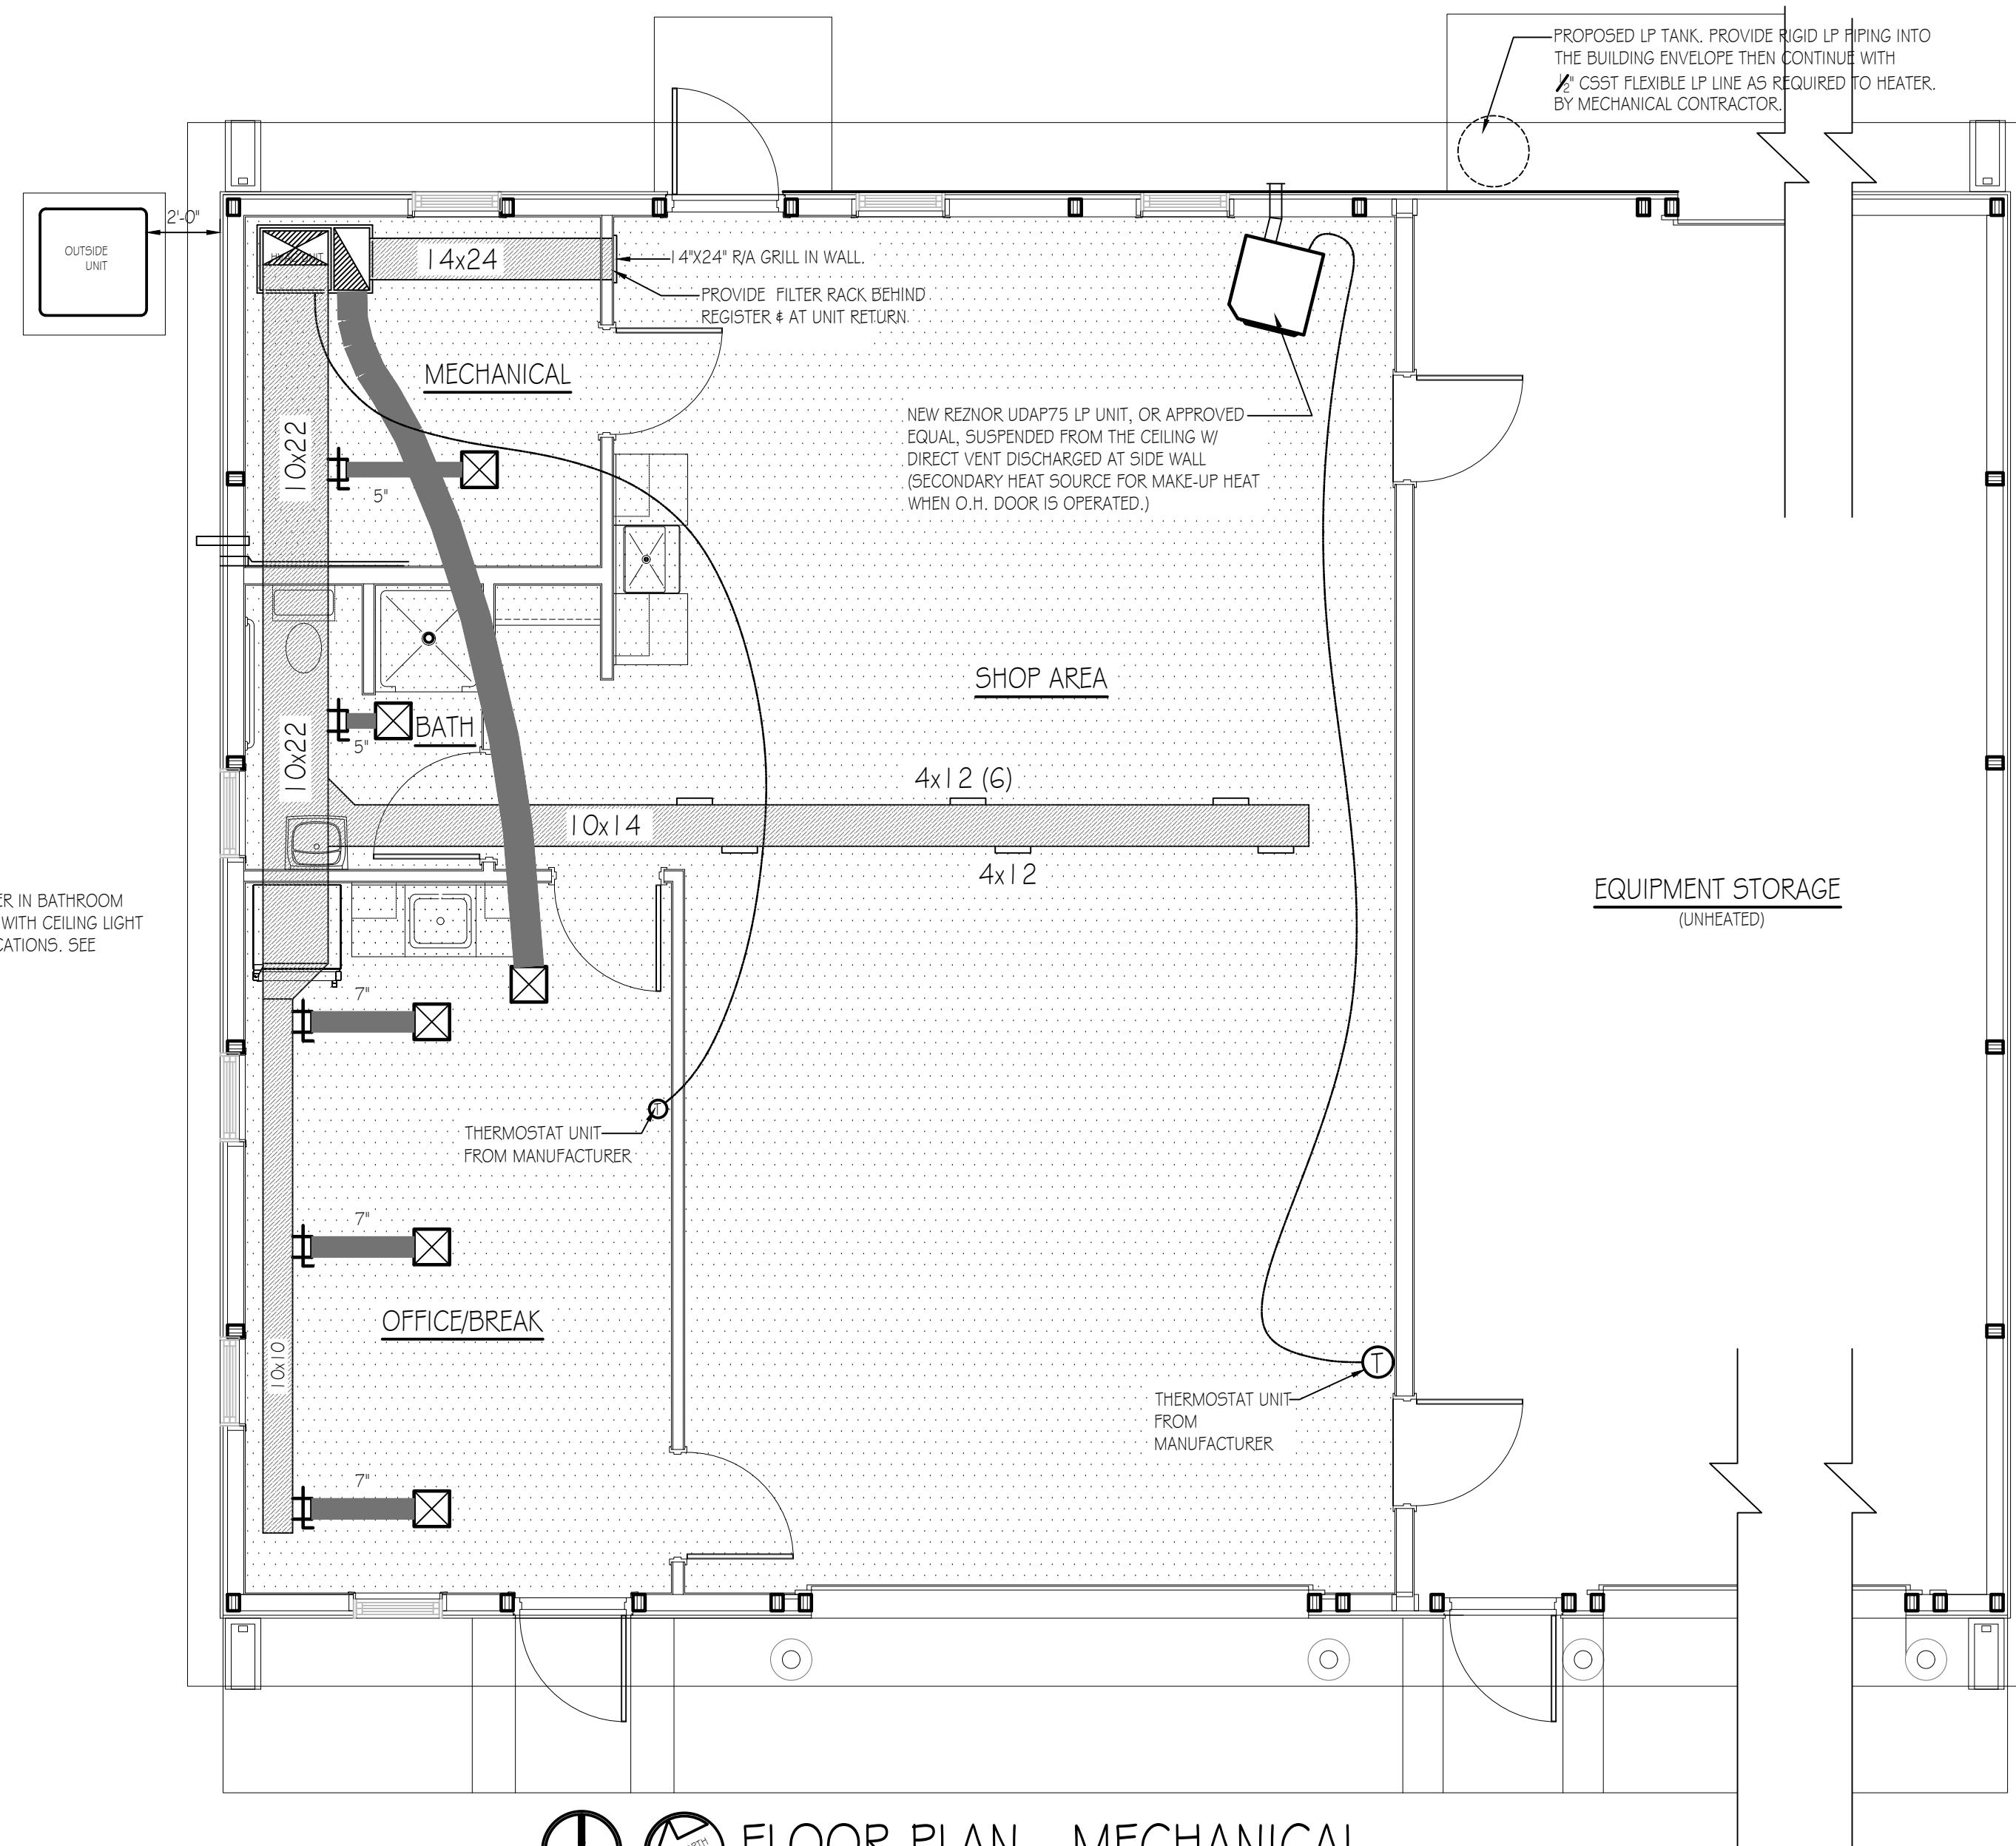 PROPOSED LP TANK. PROVIDE RIGID LP PIPING INTO
THE BUILDING ENVELOPE THEN CONTINUE WITH
1/2" CSST FLEXIBLE LP LINE AS REQUIRED TO HEATER.
BY MECHANICAL CONTRACTOR.
2'-0"
OUTSIDE
UNIT
14x24
14"X24" R/A GRILL IN WALL.
PROVIDE FILTER RACK BEHIND
REGISTER & AT UNIT RETURN
MECHANICAL
10x22
5"
NEW REZNOR UDAP75 LP UNIT, OR APPROVED
EQUAL, SUSPENDED FROM THE CEILING W/
DIRECT VENT DISCHARGED AT SIDE WALL
(SECONDARY HEAT SOURCE FOR MAKE-UP HEAT
WHEN O.H. DOOR IS OPERATED.)
SHOP AREA
BATH
5"
10x22
4x12 (6)
10x14
4x12
EQUIPMENT STORAGE
(UNHEATED)
ER IN BATHROOM
WITH CEILING LIGHT
CATIONS. SEE
7"
T
THERMOSTAT UNIT
FROM MANUFACTURER
7"
OFFICE/BREAK
10x10
T
THERMOSTAT UNIT
FROM
MANUFACTURER
7"
FLOOR PLAN - MECHANICAL